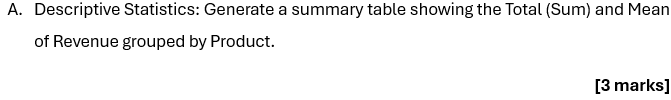 A. Descriptive Statistics: Generate a summary table showing the Total (Sum) and Mean
of Revenue grouped by Product.
[3 marks]